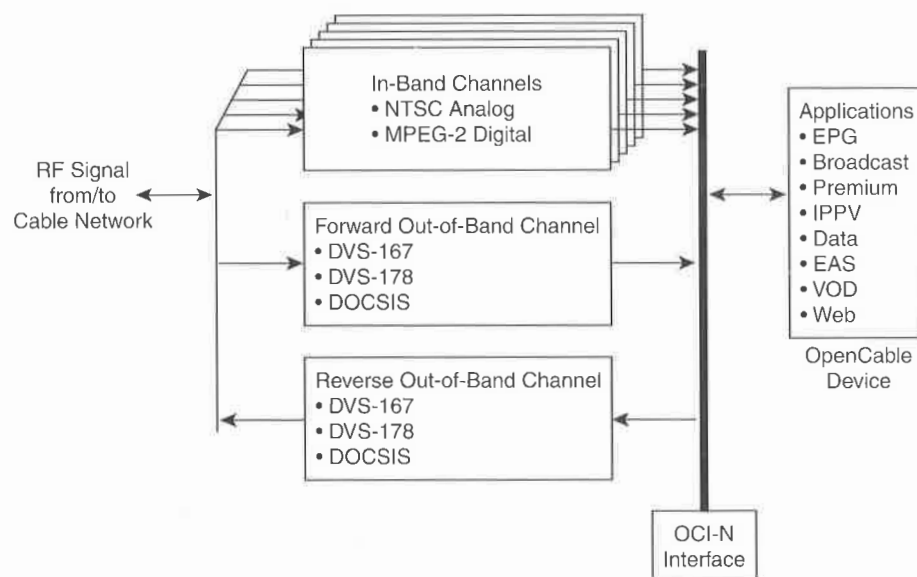 In-Band Channels
• NTSC Analog
• MPEG-2 Digital
RF Signal
from/to
Cable Network
Forward Out-of-Band Channel
• DVS-167
• DVS-178
• DOCSIS
Reverse Out-of-Band Channel
• DVS-167
• DVS-178
• DOCSIS
Applications
• EPG
• Broadcast
• Premium
• IPPV
• Data
• EAS
• VOD
• Web
OpenCable
Device
OCI-N
Interface